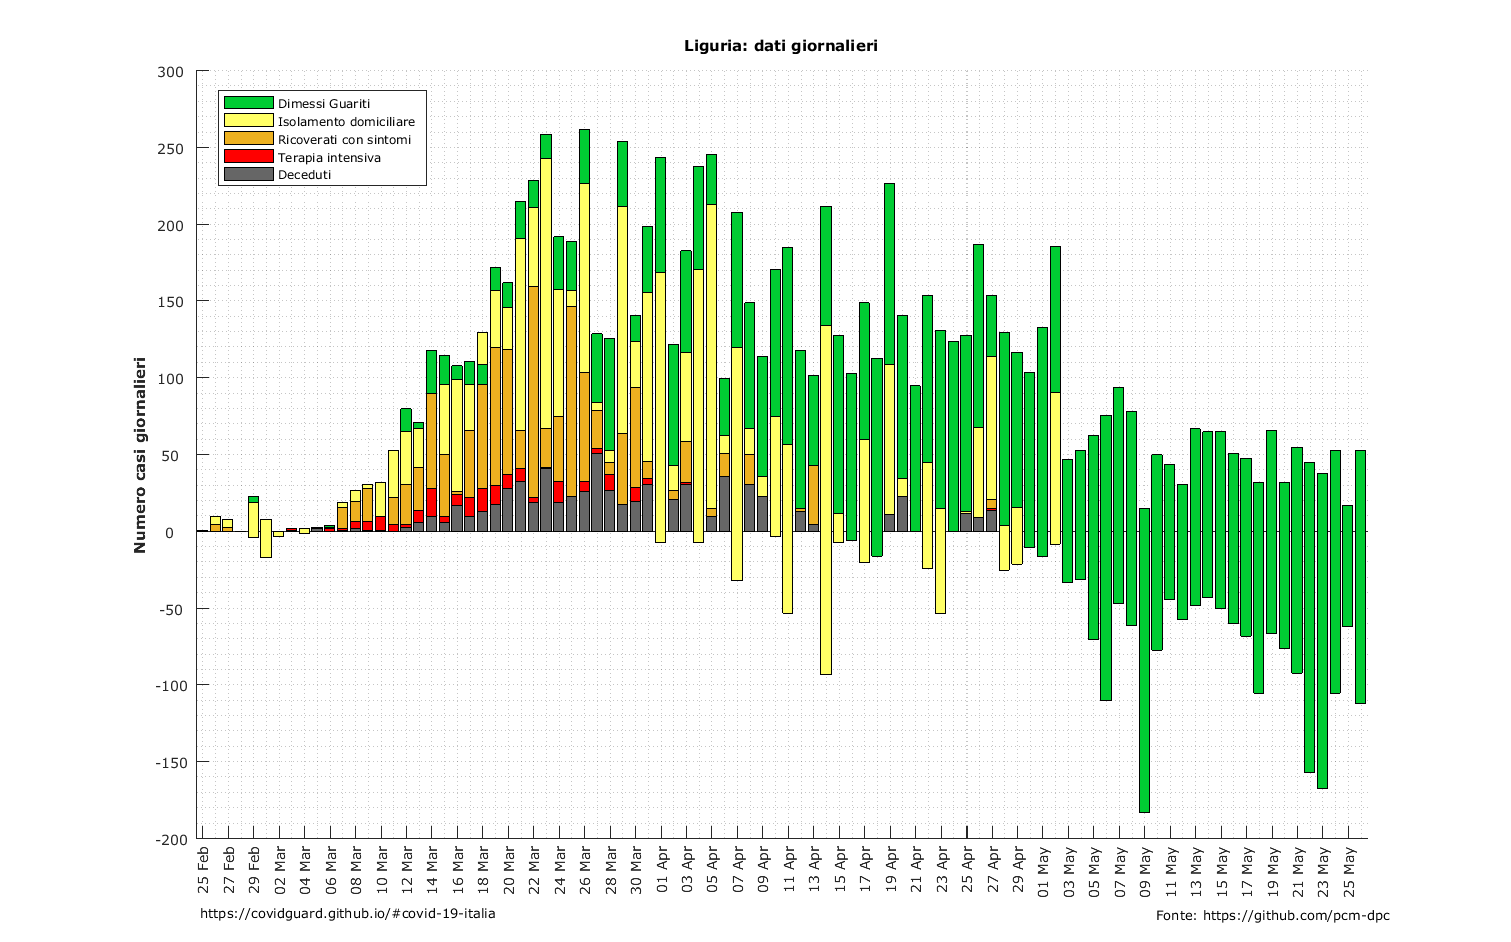 Liguria: dati giornalieri
Dimessi Guariti
Isolamento domiciliare
Ricoverati con sintomi
Terapia intensiva
Deceduti
Numero casi giornalieri
300
250
200
150
100
50
0
-50
-100
-150
-200
25 Feb
27 Feb
29 Feb
02 Mar
04 Mar
06 Mar
08 Mar
10 Mar
12 Mar
14 Mar
16 Mar
18 Mar
20 Mar
22 Mar
24 Mar
26 Mar
28 Mar
30 Mar
01 Apr
03 Apr
05 Apr
07 Apr
09 Apr
11 Apr
13 Apr
15 Apr
17 Apr
19 Apr
21 Apr
23 Apr
25 Apr
27 Apr
29 Apr
01 May
03 May
05 May
07 May
09 May
11 May
13 May
15 May
17 May
19 May
21 May
23 May
25 May
https://covidguard.github.io/#covid-19-italia
Fonte: https://github.com/pcm-dpc